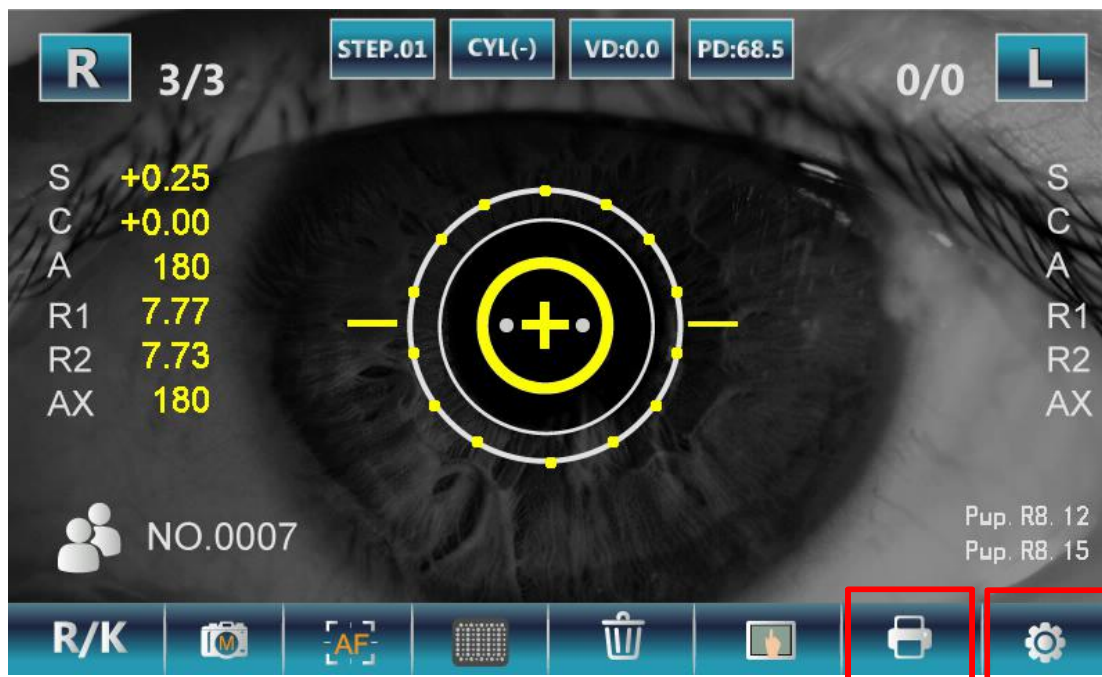 R 3/3 STEP.01 CYL(-) VD:0.0 PD:68.5 0/0 L
S +0.25 S
C +0.00 C
A 180 A
R1 7.77 R1
R2 7.73 R2
AX 180 AX
NO.0007
Pup. R8. 12
Pup. R8. 15
R/K M AF